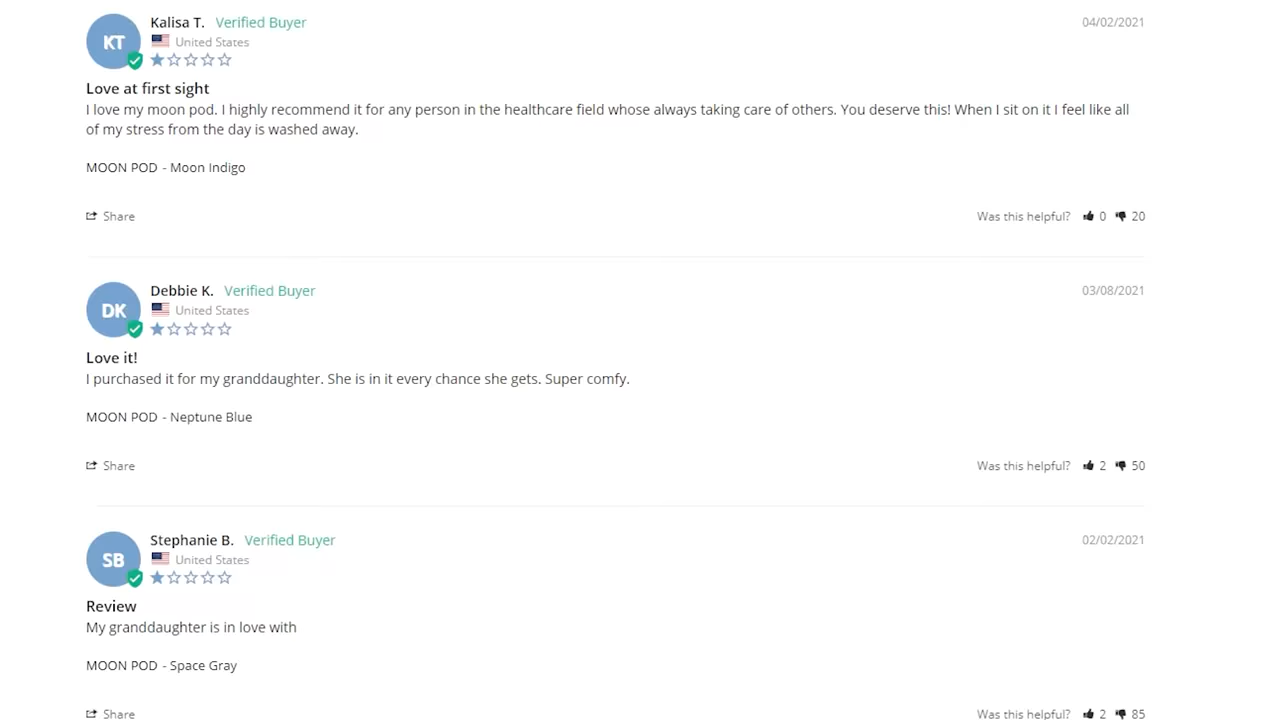 KT
Kalisa T. Verified Buyer
04/02/2021
United States
Love at first sight
I love my moon pod. I highly recommend it for any person in the healthcare field whose always taking care of others. You deserve this! When I sit on it I feel like all
of my stress from the day is washed away.
MOON POD - Moon Indigo
Share
Was this helpful? 0 20
DK
Debbie K. Verified Buyer
03/08/2021
United States
Love it!
I purchased it for my granddaughter. She is in it every chance she gets. Super comfy.
MOON POD - Neptune Blue
Share
Was this helpful? 2 50
SB
Stephanie B. Verified Buyer
02/02/2021
United States
Review
My granddaughter is in love with
MOON POD - Space Gray
Share
Was this helpful? 2 85